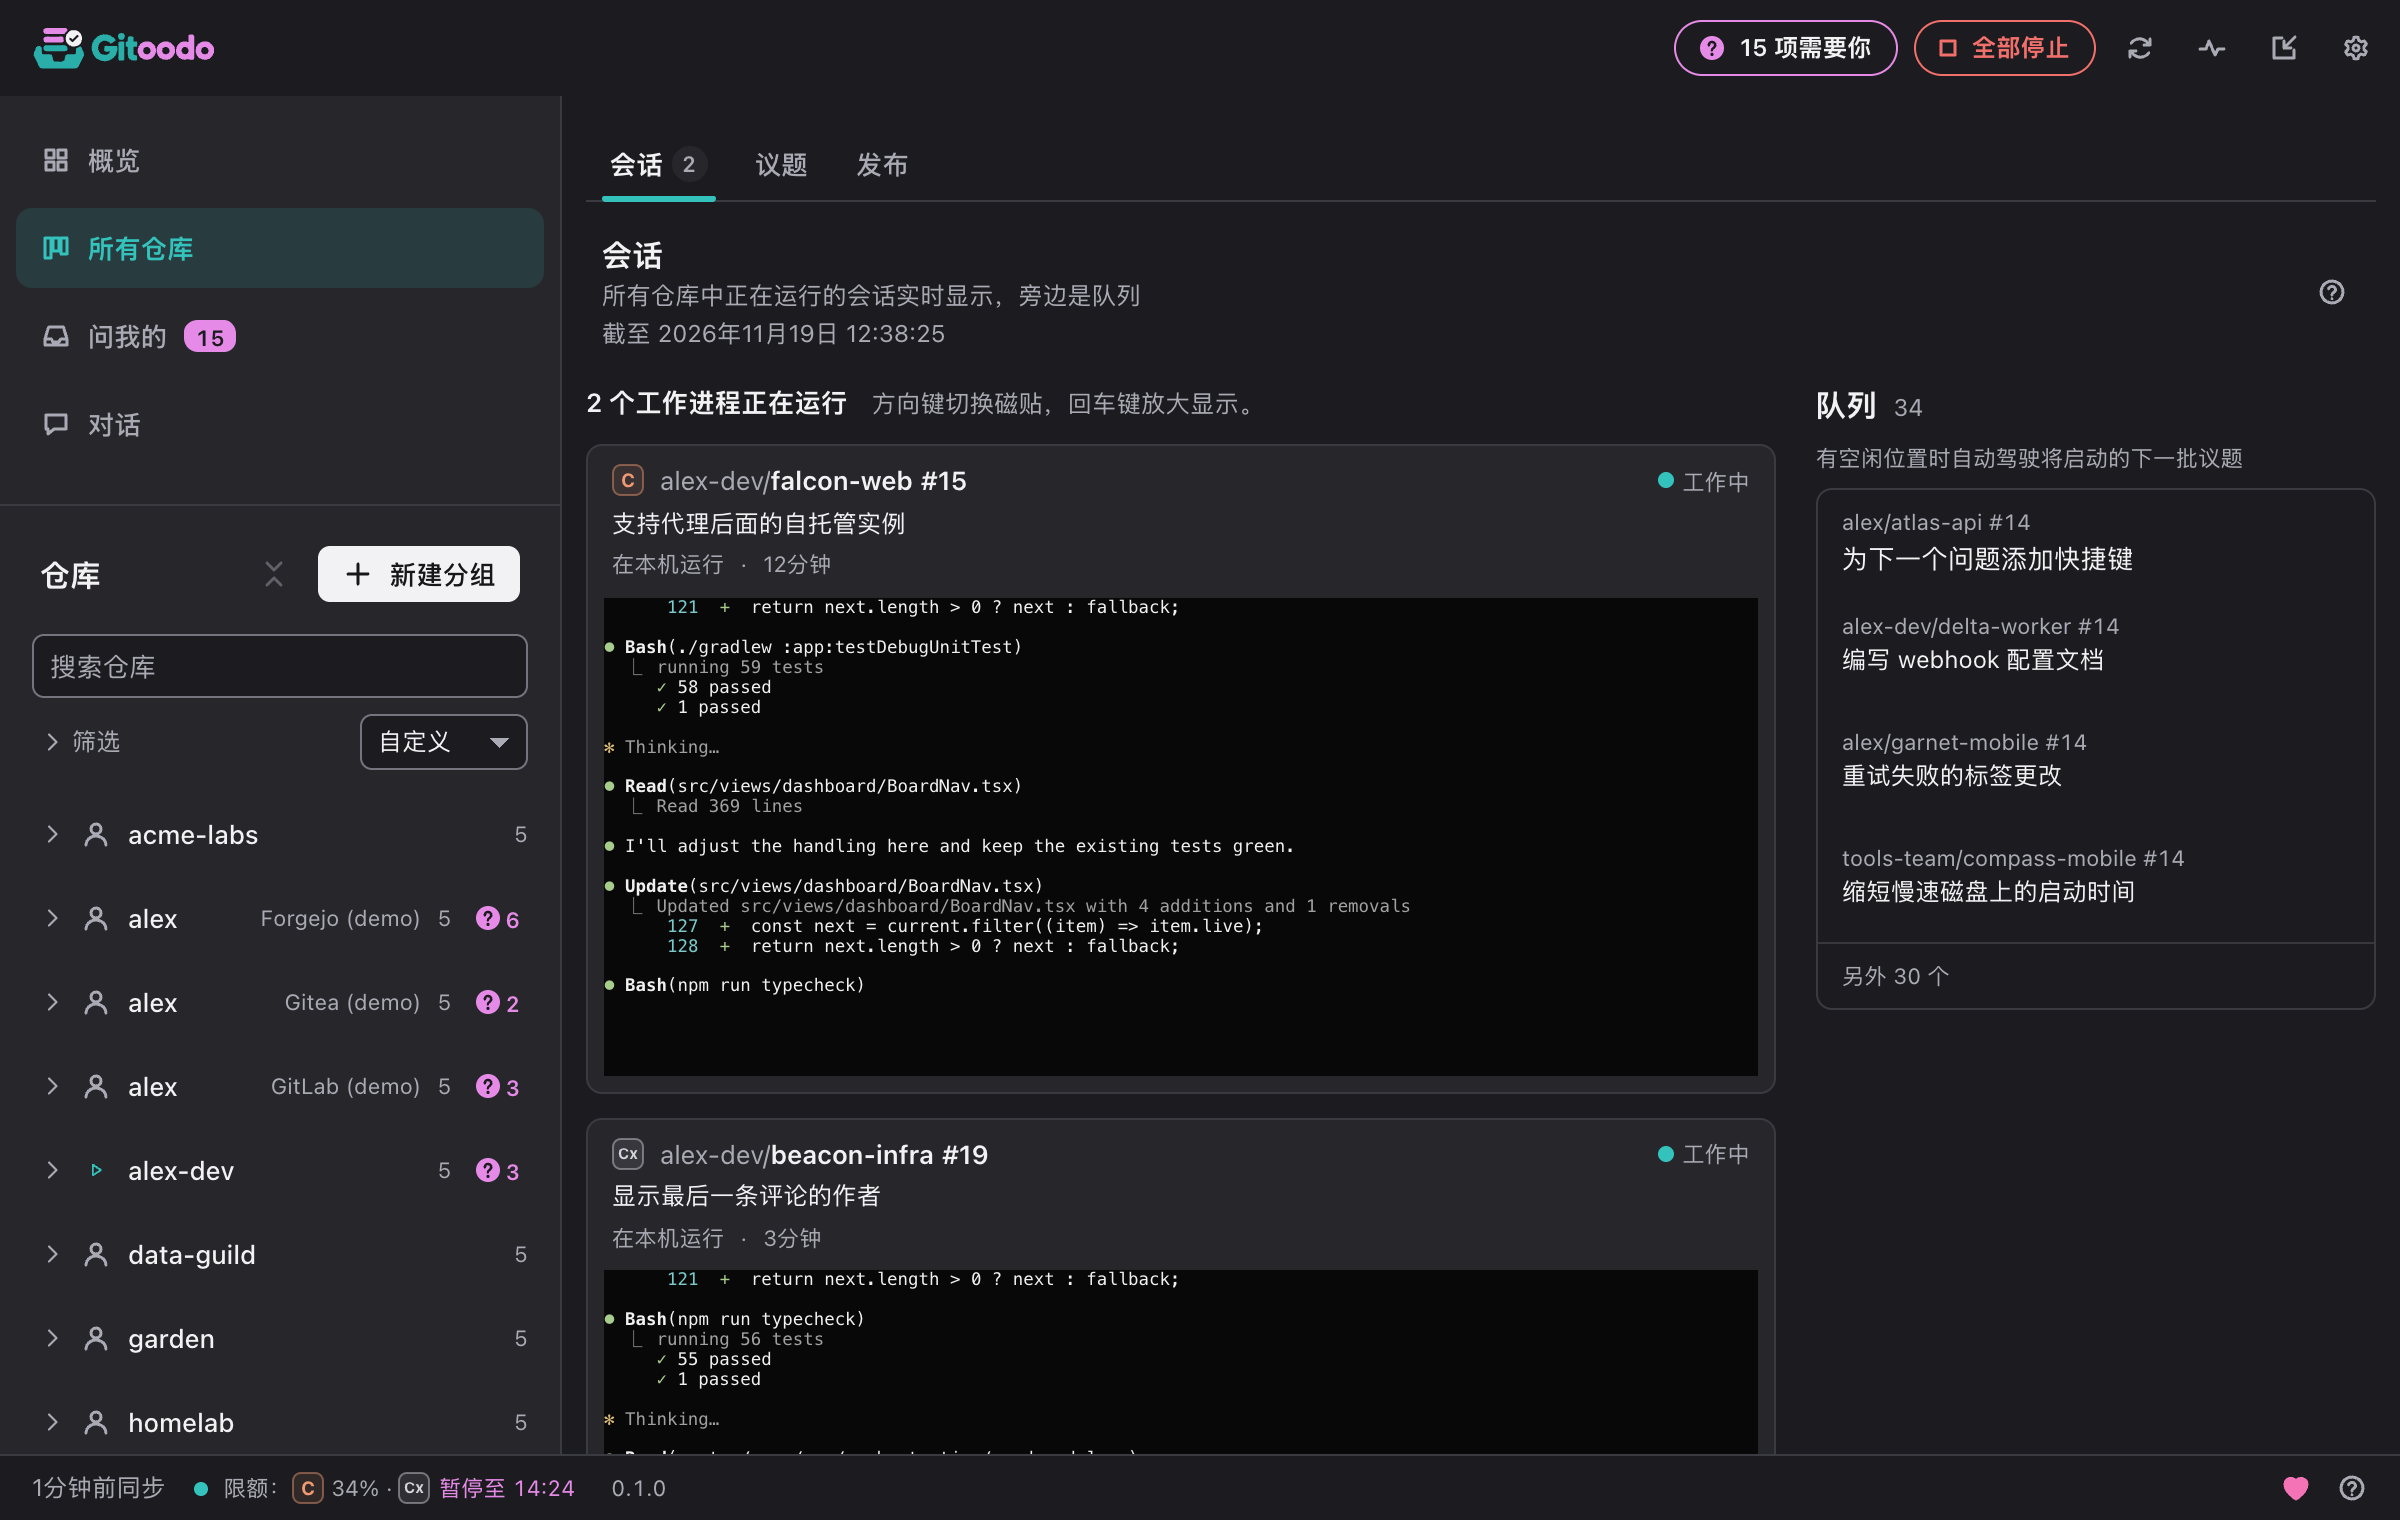 Gitoodo
15 项需要你
全部停止
概览
所有仓库
问我的 15
对话
仓库
新建分组
搜索仓库
筛选
自定义
acme-labs 5
alex Forgejo (demo) 5 ? 6
alex Gitea (demo) 5 ? 2
alex GitLab (demo) 5 ? 3
alex-dev 5 ? 3
data-guild 5
garden 5
homelab 5
会话 2 议题 发布
会话
所有仓库中正在运行的会话实时显示，旁边是队列
截至 2026年11月19日 12:38:25
2 个工作进程正在运行 方向键切换磁贴，回车键放大显示。
C alex-dev/falcon-web #15 工作中
支持代理后面的自托管实例
在本机运行 · 12分钟
121 + return next.length > 0 ? next : fallback;
Bash(./gradlew :app:testDebugUnitTest)
running 59 tests
✓ 58 passed
✓ 1 passed
✻ Thinking…
Read(src/views/dashboard/BoardNav.tsx)
Read 369 lines
I'll adjust the handling here and keep the existing tests green.
Update(src/views/dashboard/BoardNav.tsx)
Updated src/views/dashboard/BoardNav.tsx with 4 additions and 1 removals
127 + const next = current.filter((item) => item.live);
128 + return next.length > 0 ? next : fallback;
Bash(npm run typecheck)
Cx alex-dev/beacon-infra #19 工作中
显示最后一条评论的作者
在本机运行 · 3分钟
121 + return next.length > 0 ? next : fallback;
Bash(npm run typecheck)
running 56 tests
✓ 55 passed
✓ 1 passed
✻ Thinking…
队列 34
有空闲位置时自动驾驶将启动的下一批议题
alex/atlas-api #14
为下一个问题添加快捷键
alex-dev/delta-worker #14
编写 webhook 配置文档
alex/garnet-mobile #14
重试失败的标签更改
tools-team/compass-mobile #14
缩短慢速磁盘上的启动时间
另外 30 个
1分钟前同步 限额： C 34% · Cx 暂停至 14:24 0.1.0